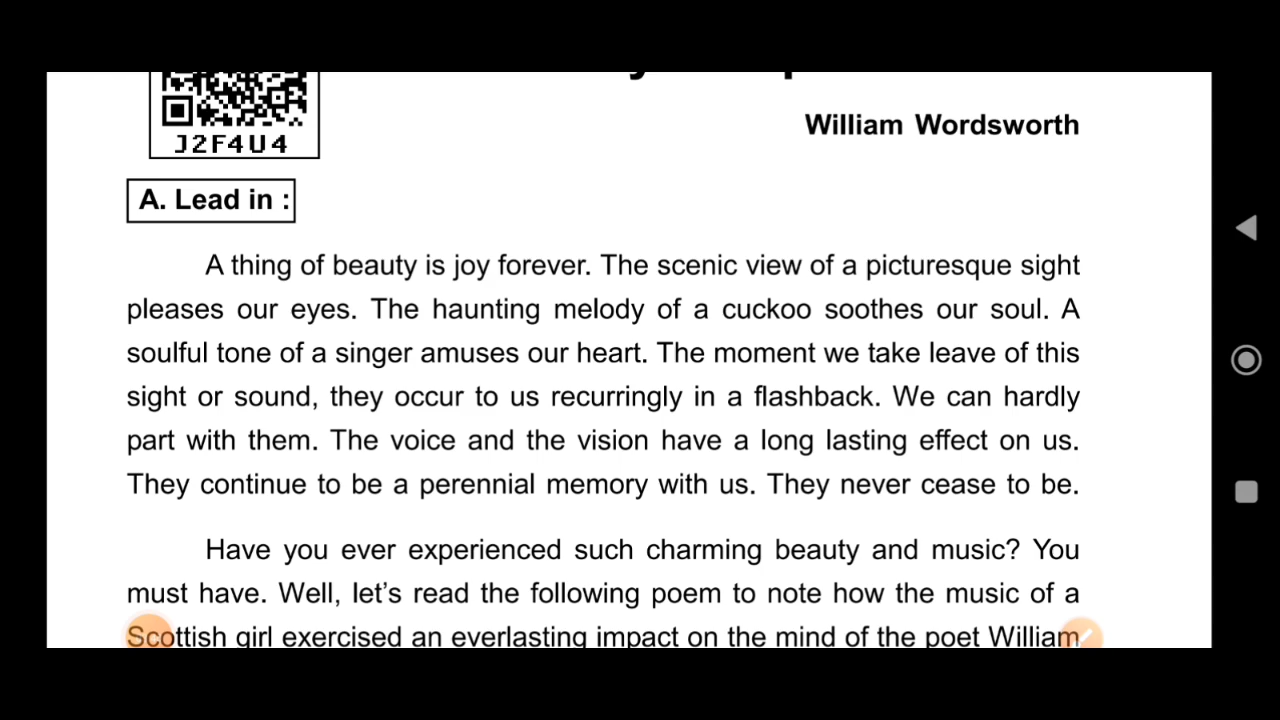 William Wordsworth
J2F4U4
A. Lead in :
A thing of beauty is joy forever. The scenic view of a picturesque sight
pleases our eyes. The haunting melody of a cuckoo soothes our soul. A
soulful tone of a singer amuses our heart. The moment we take leave of this
sight or sound, they occur to us recurringly in a flashback. We can hardly
part with them. The voice and the vision have a long lasting effect on us.
They continue to be a perennial memory with us. They never cease to be.
Have you ever experienced such charming beauty and music? You
must have. Well, let's read the following poem to note how the music of a
Scottish girl exercised an everlasting impact on the mind of the poet William